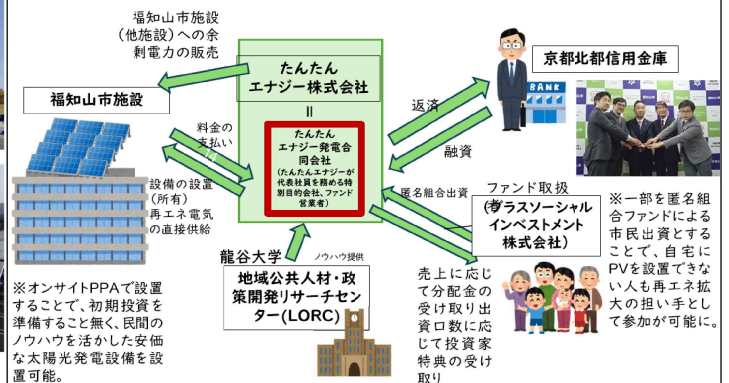 福知山市施設
(他施設)への余
剰電力の販売
たんたん
エナジー株式会社
=
たんたん
エナジー発電合
同会社
(たんたんエナジーが
代表社員を務める特
別目的会社、ファンド
営業者)
福知山市施設
料金の
支払い
設備の設置
(所有)
再エネ電気
の直接供給
※オンサイトPPAで設置
することで、初期投資を
準備すること無く、民間の
ノウハウを活かした安価
な太陽光発電設備を設
置可能。
龍谷大学
ノウハウ提供
地域公共人材・政
策開発リサーチセン
ター(LORC)
京都北都信用金庫
BANK
返済
融資
匿名組合出資
ファンド取扱
(プラスソーシャル
インベストメント
株式会社)
売上に応じ
て分配金の
受け取り出
資口数に応
じて投資家
特典の受け
取り
※一部を匿名組
合ファンドによる
市民出資とする
ことで、自宅に
PVを設置できな
い人も再エネ拡
大の担い手とし
て参加が可能に。